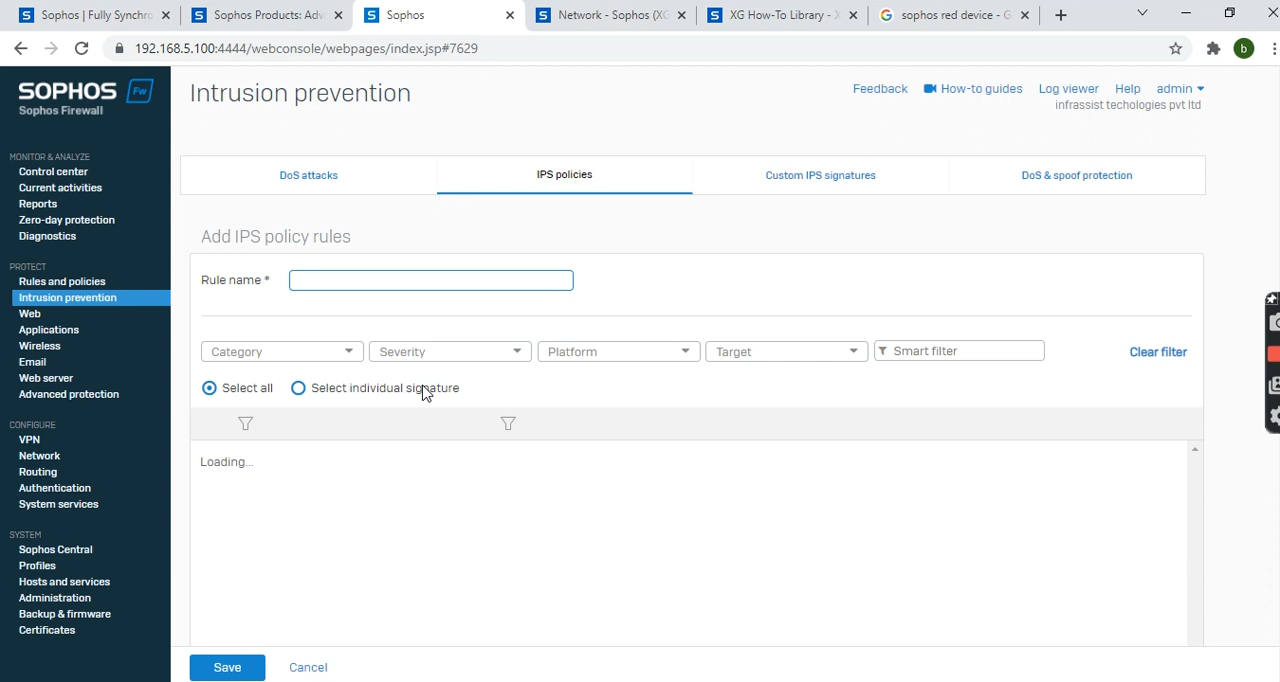 Sophos | Fully Synchro
Sophos Products: Adv
Sophos
Network - Sophos (XG
XG How-To Library - X
sophos red device - G
192.168.5.100:4444/webconsole/webpages/index.jsp#7629
b
SOPHOS Fw
Sophos Firewall
MONITOR & ANALYZE
Control center
Current activities
Reports
Zero-day protection
Diagnostics
PROTECT
Rules and policies
Intrusion prevention
Web
Applications
Wireless
Email
Web server
Advanced protection
CONFIGURE
VPN
Network
Routing
Authentication
System services
SYSTEM
Sophos Central
Profiles
Hosts and services
Administration
Backup & firmware
Certificates
Intrusion prevention
Feedback How-to guides Log viewer Help admin
infrassist techologies pvt ltd
DoS attacks IPS policies Custom IPS signatures DoS & spoof protection
Add IPS policy rules
Rule name *
Category Severity Platform Target Smart filter Clear filter
Select all Select individual signature
Loading...
Save Cancel